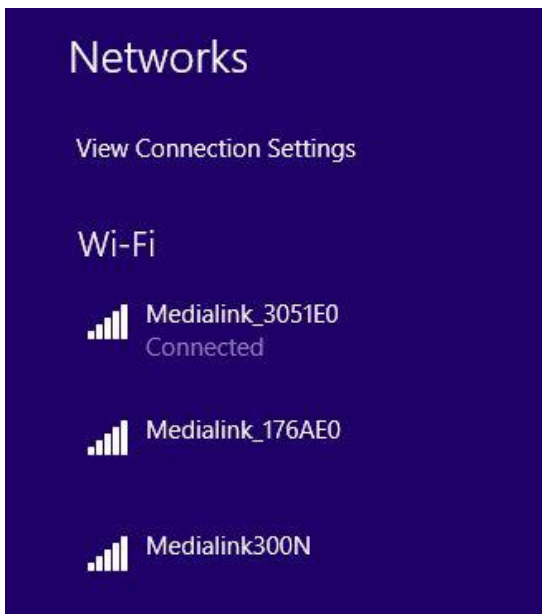 Networks
View Connection Settings
Wi-Fi
Medialink_3051E0
Connected
Medialink_176AE0
Medialink300N